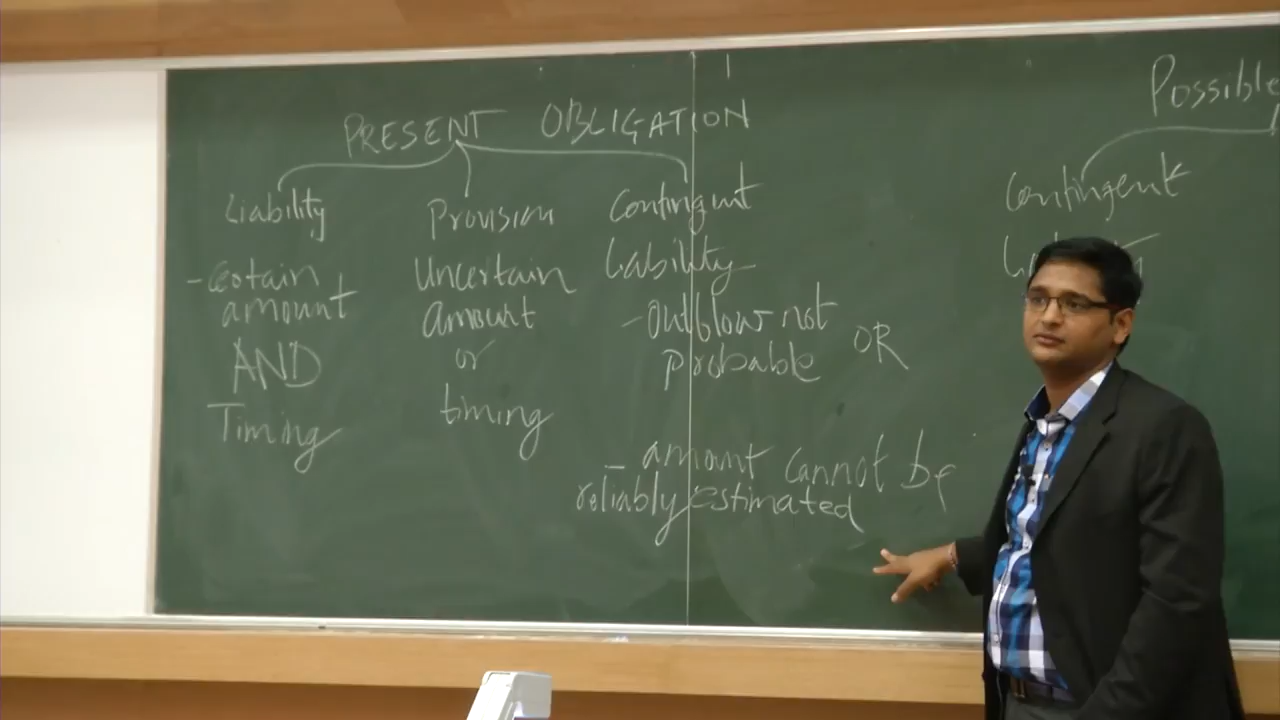 PRESENT OBLIGATION
Liability
- Certain
amount
AND
Timing
Provision
Uncertain
amount
or
timing
Contingent
Liability
- Outflow not
probable OR
- amount cannot be
reliably estimated
Possible
Contingent